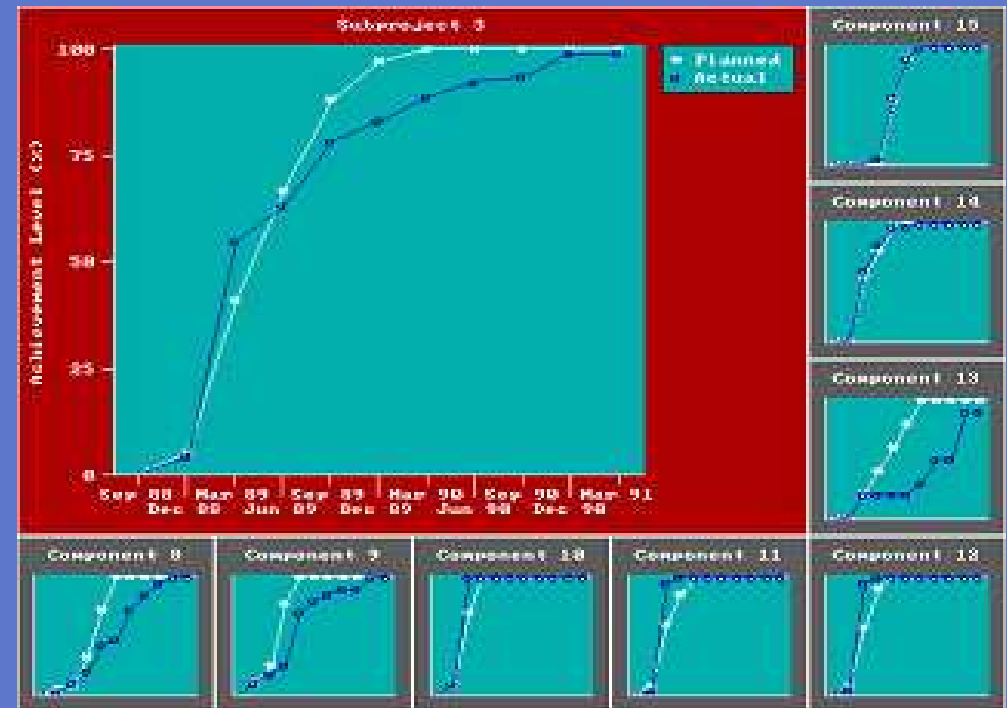 Subproject 3
100
75
50
25
0
Achievement Level (%)
Sep 88 Mar 89 Sep 89 Mar 90 Sep 90 Mar 91
Dec 88 Jun 89 Dec 89 Jun 90 Dec 90
Planned
Actual
Component 15
Component 14
Component 13
Component 8
Component 9
Component 10
Component 11
Component 12